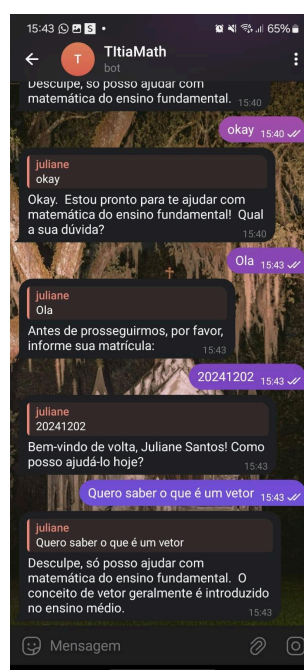 15:43 S • 65%
T TItiaMath
bot
Desculpe, só posso ajudar com
matemática do ensino fundamental. 15:40
okay 15:40
juliane
okay
Okay. Estou pronto para te ajudar com
matemática do ensino fundamental! Qual
a sua dúvida? 15:40
Ola 15:43
juliane
Ola
Antes de prosseguirmos, por favor,
informe sua matrícula: 15:43
20241202 15:43
juliane
20241202
Bem-vindo de volta, Juliane Santos! Como
posso ajudá-lo hoje? 15:43
Quero saber o que é um vetor 15:43
juliane
Quero saber o que é um vetor
Desculpe, só posso ajudar com
matemática do ensino fundamental. O
conceito de vetor geralmente é introduzido
no ensino médio. 15:43
Mensagem